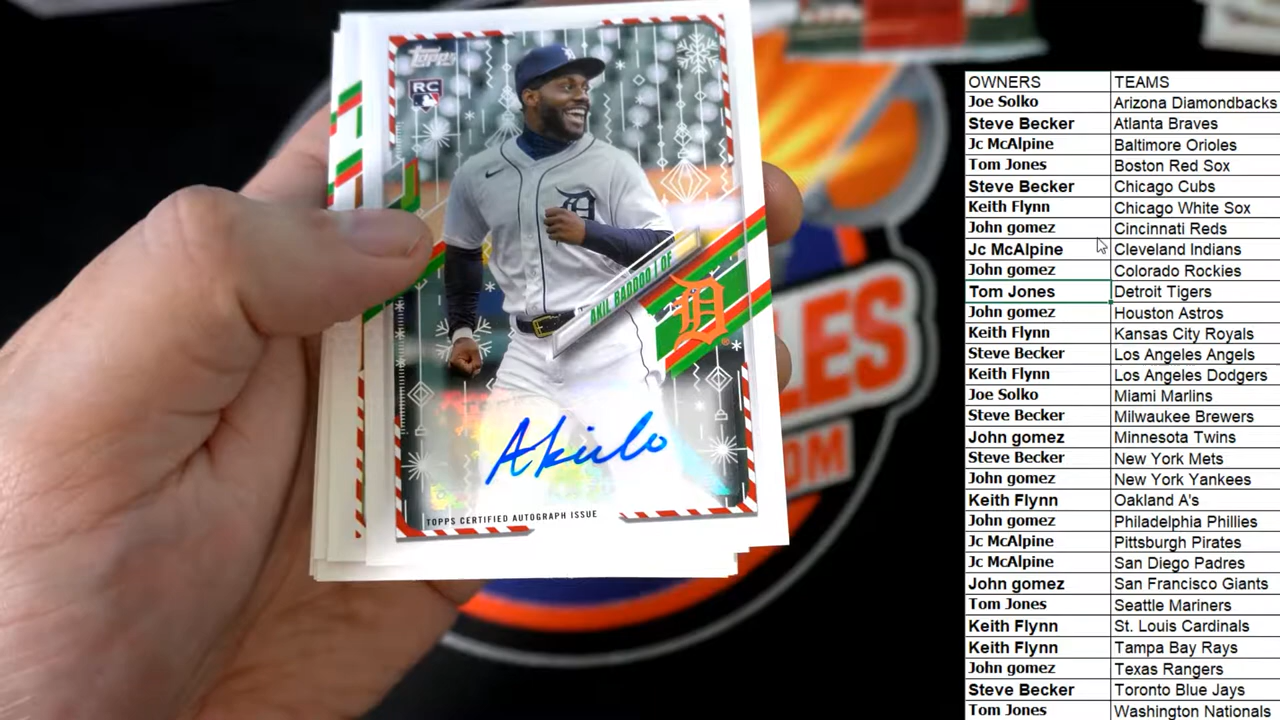 Topps
RC
D
AKIL BADDOO | OF
D
Akil
TOPPS CERTIFIED AUTOGRAPH ISSUE
LES
OM
OWNERS TEAMS
Joe Solko Arizona Diamondbacks
Steve Becker Atlanta Braves
Jc McAlpine Baltimore Orioles
Tom Jones Boston Red Sox
Steve Becker Chicago Cubs
Keith Flynn Chicago White Sox
John gomez Cincinnati Reds
Jc McAlpine Cleveland Indians
John gomez Colorado Rockies
Tom Jones Detroit Tigers
John gomez Houston Astros
Keith Flynn Kansas City Royals
Steve Becker Los Angeles Angels
Keith Flynn Los Angeles Dodgers
Joe Solko Miami Marlins
Steve Becker Milwaukee Brewers
John gomez Minnesota Twins
Steve Becker New York Mets
John gomez New York Yankees
Keith Flynn Oakland A's
John gomez Philadelphia Phillies
Jc McAlpine Pittsburgh Pirates
Jc McAlpine San Diego Padres
John gomez San Francisco Giants
Tom Jones Seattle Mariners
Keith Flynn St. Louis Cardinals
Keith Flynn Tampa Bay Rays
John gomez Texas Rangers
Steve Becker Toronto Blue Jays
Tom Jones Washington Nationals